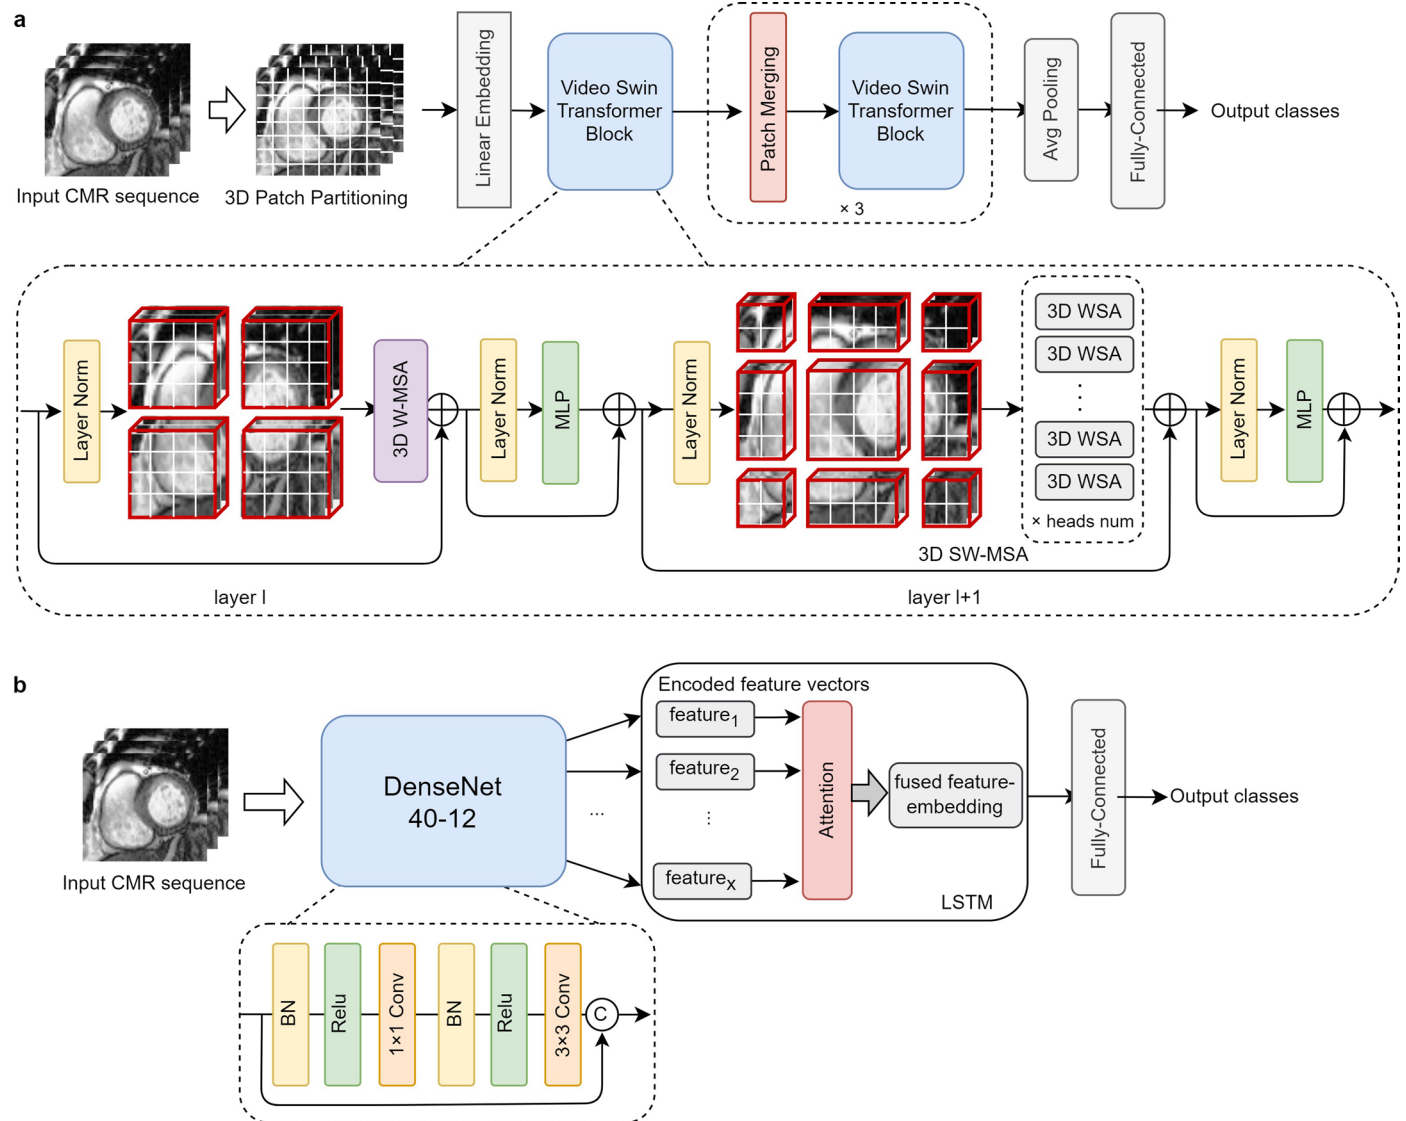 a
Input CMR sequence
3D Patch Partitioning
Linear Embedding
Video Swin
Transformer
Block
Patch Merging
Video Swin
Transformer
Block
× 3
Avg Pooling
Fully-Connected
Output classes
Layer Norm
3D W-MSA
Layer Norm
MLP
layer l
Layer Norm
3D WSA
3D WSA
⋮
3D WSA
3D WSA
× heads num
3D SW-MSA
Layer Norm
MLP
layer l+1
b
Input CMR sequence
DenseNet
40-12
...
Encoded feature vectors
feature1
feature2
⋮
featureX
Attention
fused feature-
embedding
LSTM
Fully-Connected
Output classes
BN
Relu
1×1 Conv
BN
Relu
3×3 Conv
C